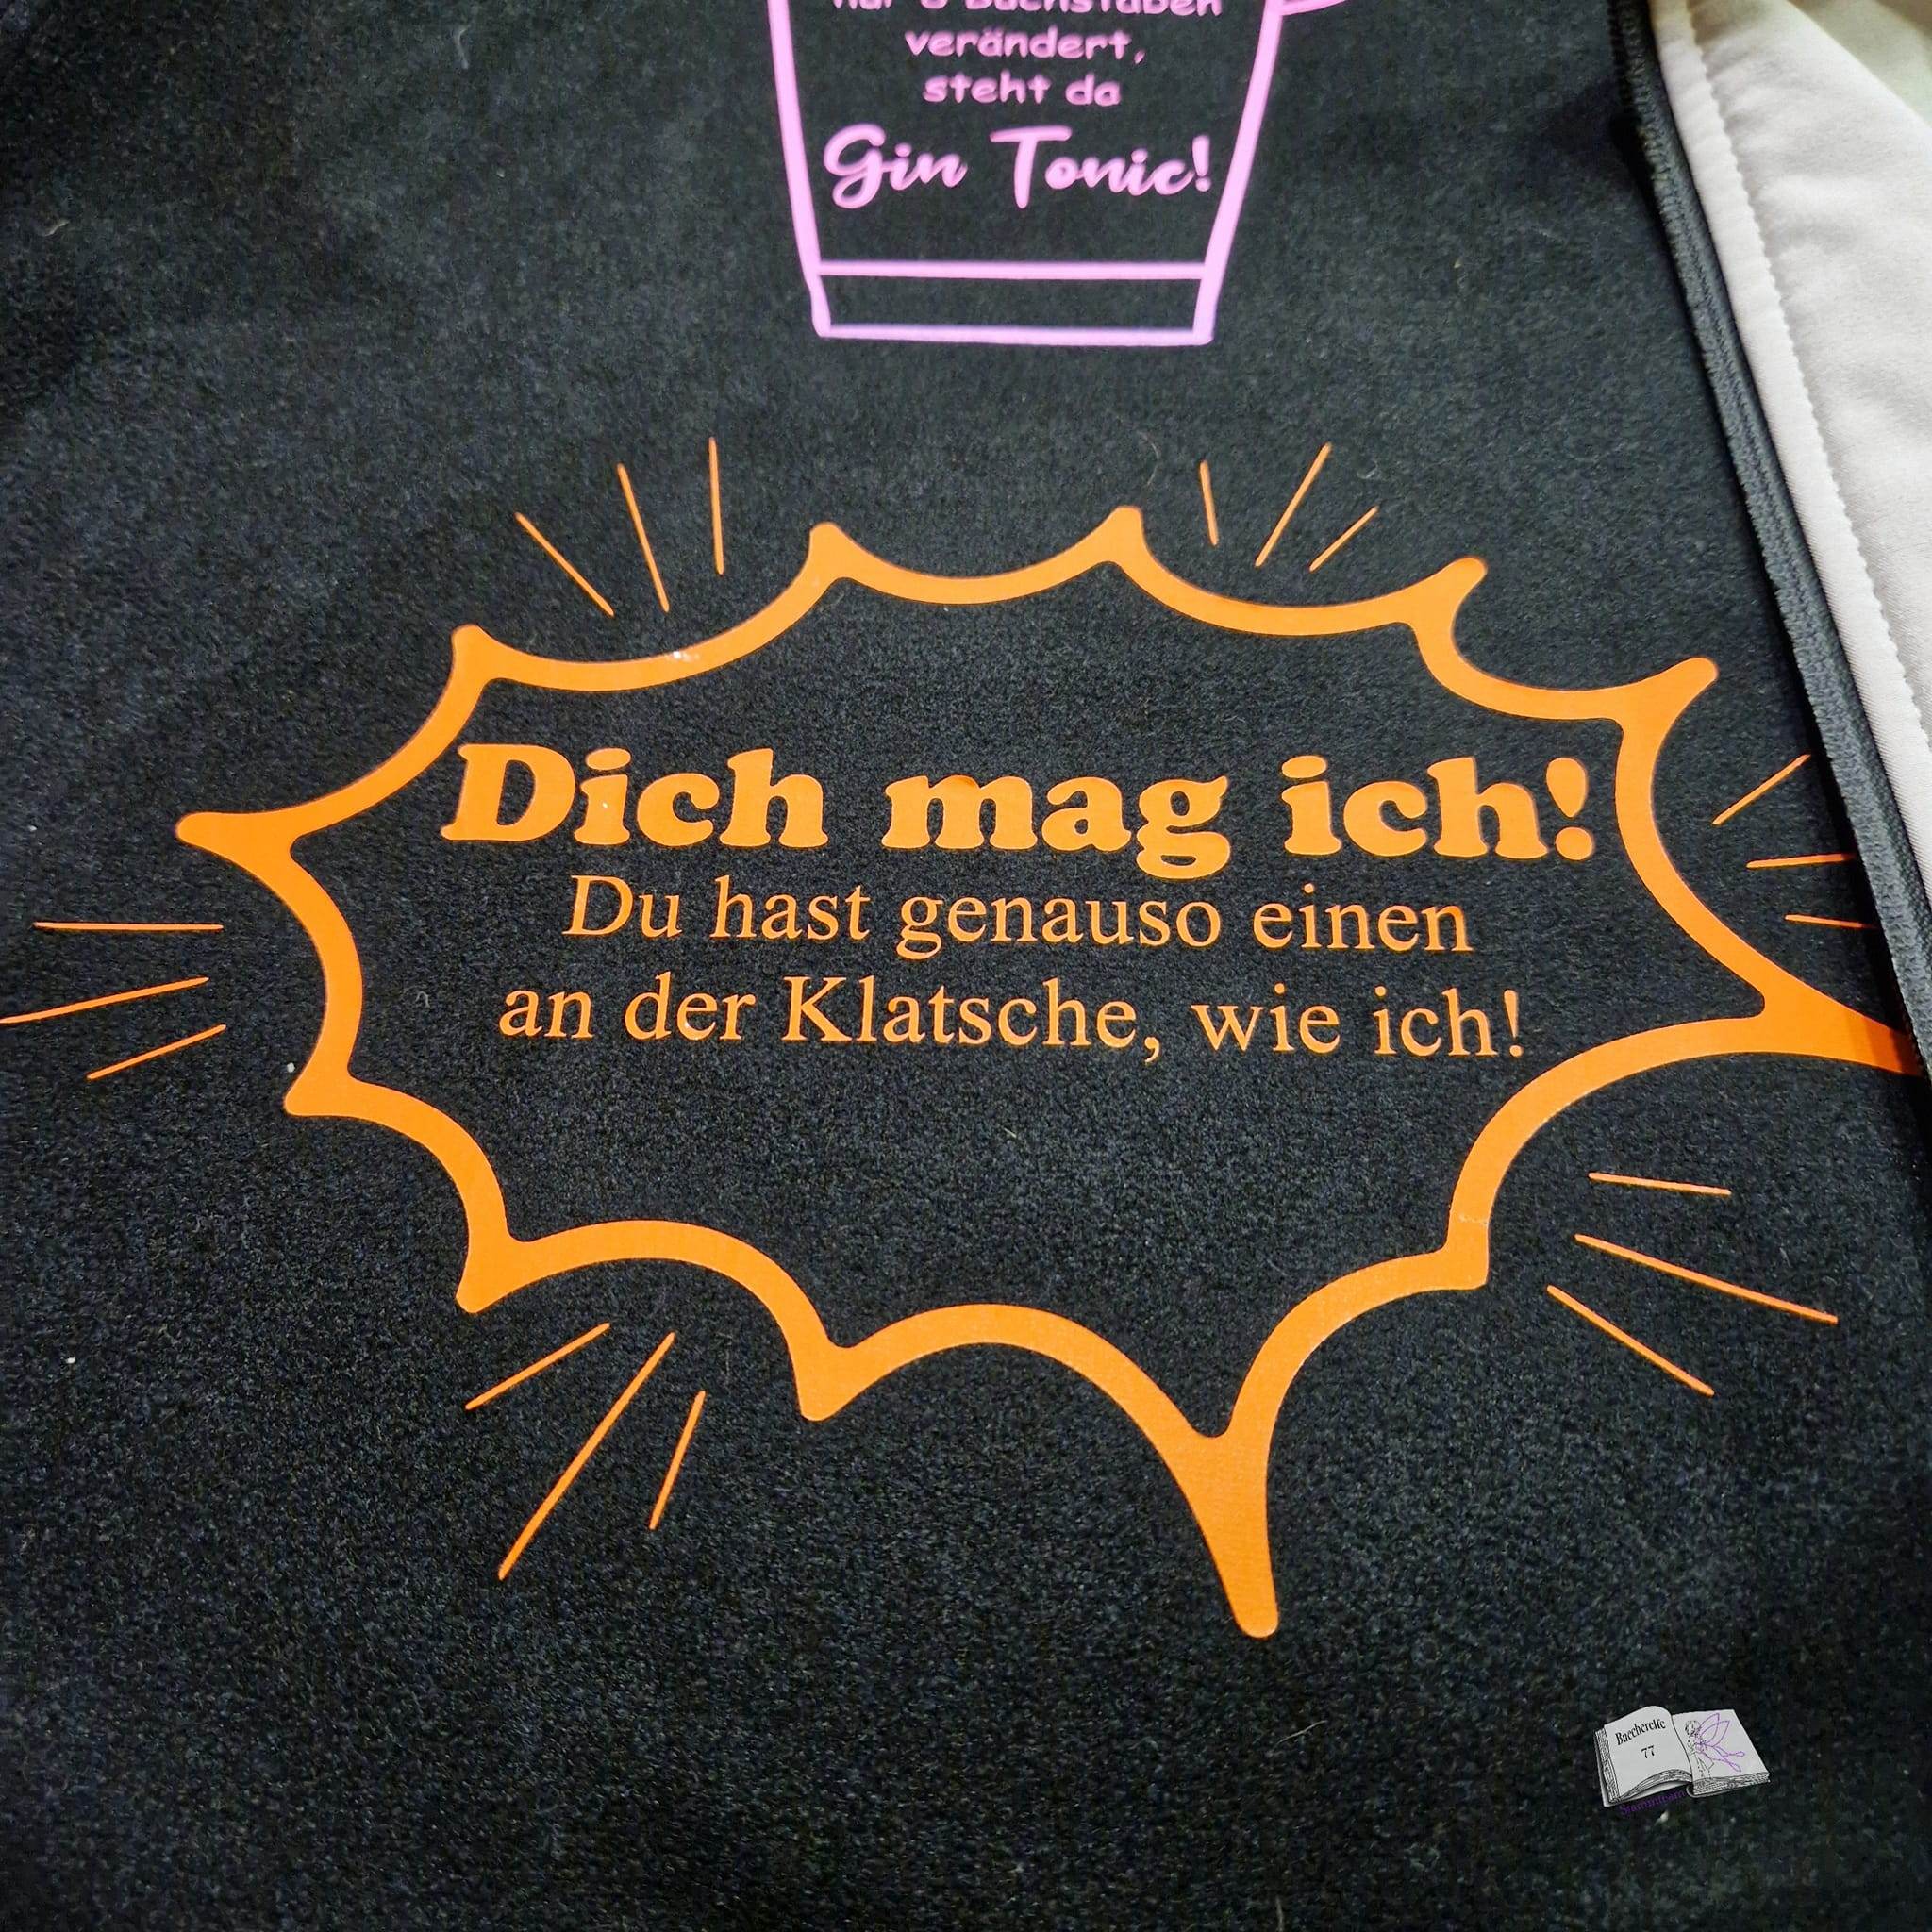 verändert,
steht da
Gin Tonic!
Dich mag ich!
Du hast genauso einen
an der Klatsche, wie ich!
Buecherelfe
77